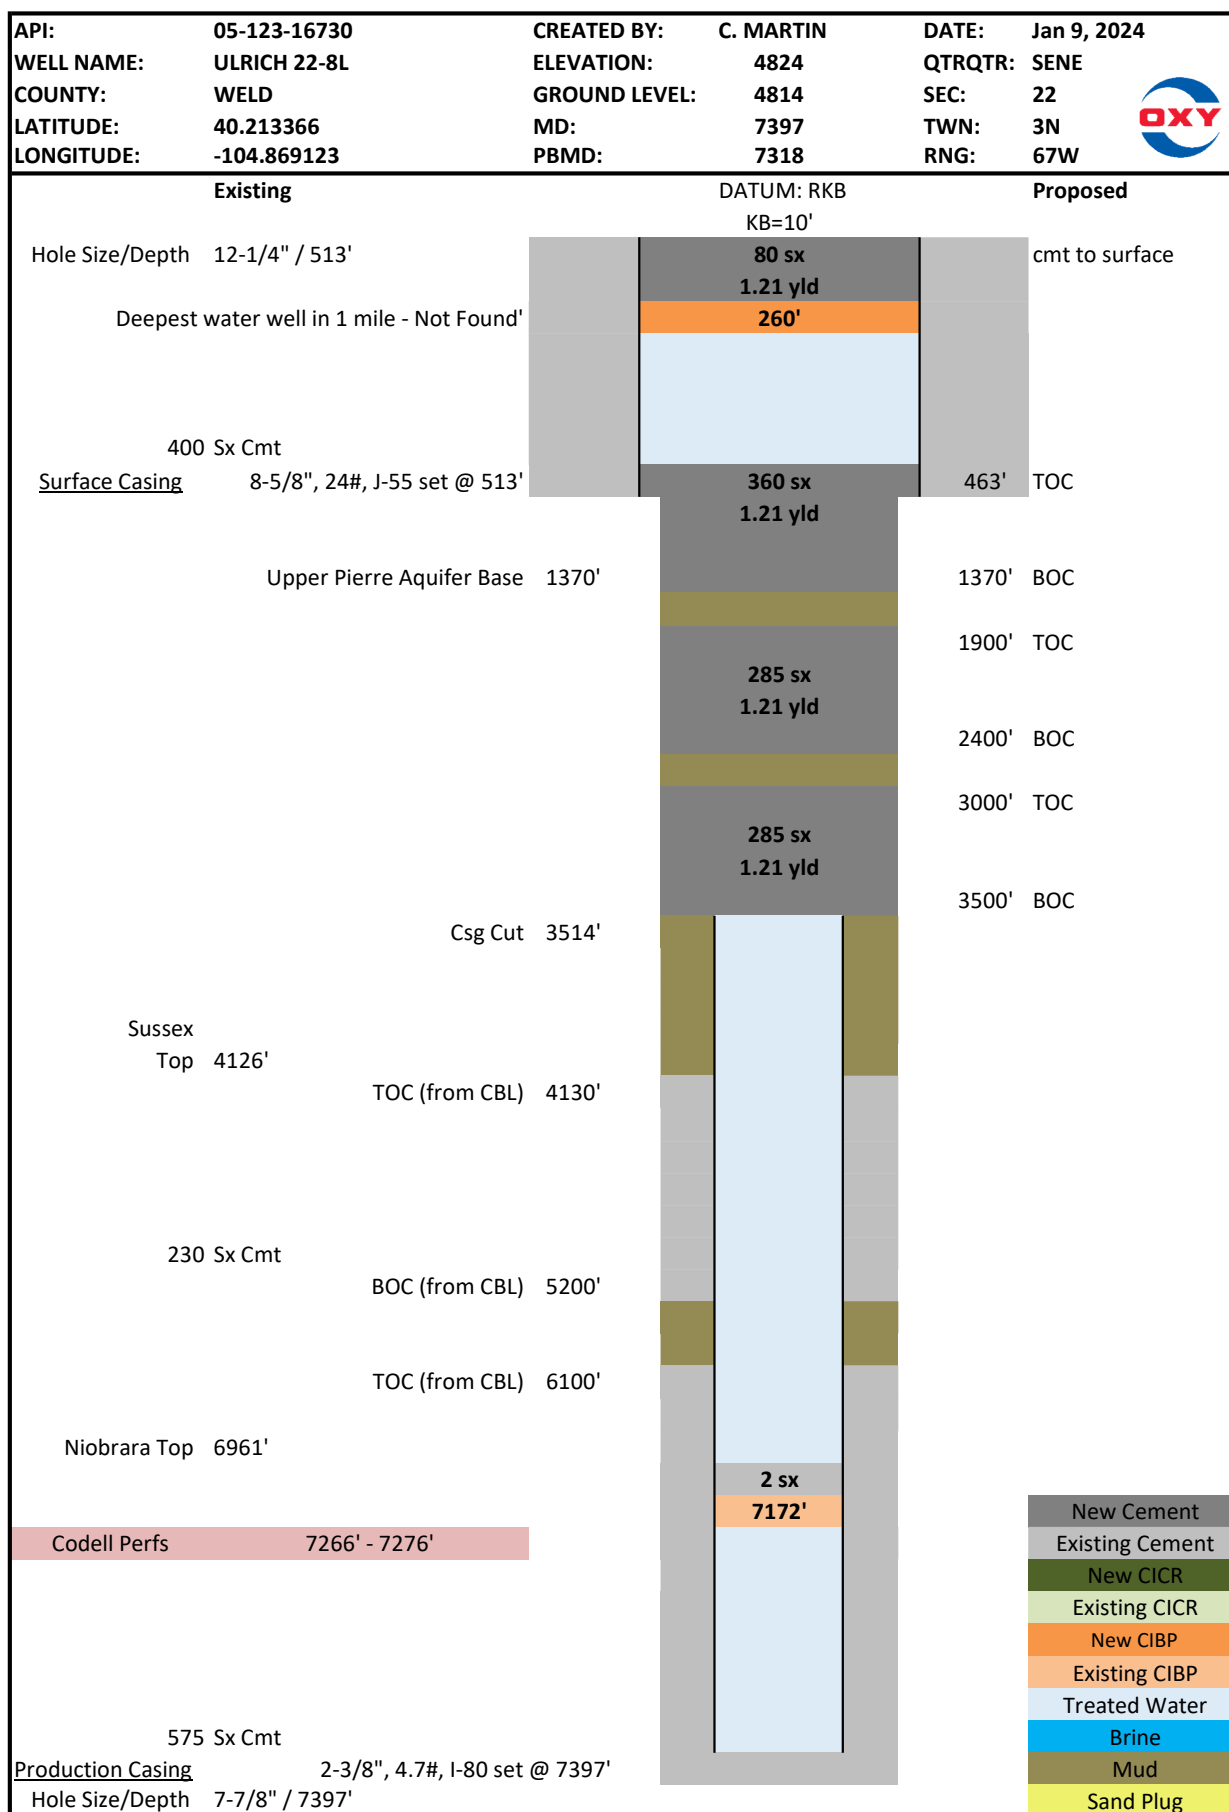 API: 05-123-16730 CREATED BY: C. MARTIN DATE: Jan 9, 2024
WELL NAME: ULRICH 22-8L ELEVATION: 4824 QTRQTR: SENE
COUNTY: WELD GROUND LEVEL: 4814 SEC: 22
OXY
LATITUDE: 40.213366 MD: 7397 TWN: 3N
LONGITUDE: -104.869123 PBMD: 7318 RNG: 67W
Existing DATUM: RKB Proposed
KB=10'
Hole Size/Depth 12-1/4" / 513' 80 sx cmt to surface
1.21 yld
Deepest water well in 1 mile - Not Found' 260'
400 Sx Cmt
Surface Casing 8-5/8", 24#, J-55 set @ 513' 360 sx 463' TOC
1.21 yld
Upper Pierre Aquifer Base 1370' 1370' BOC
1900' TOC
285 sx
1.21 yld
2400' BOC
3000' TOC
285 sx
1.21 yld
3500' BOC
Csg Cut 3514'
Sussex
Top 4126'
TOC (from CBL) 4130'
230 Sx Cmt
BOC (from CBL) 5200'
TOC (from CBL) 6100'
Niobrara Top 6961'
2 sx
7172' New Cement
Codell Perfs 7266' - 7276' Existing Cement
New CICR
Existing CICR
New CIBP
Existing CIBP
Treated Water
575 Sx Cmt Brine
Production Casing 2-3/8", 4.7#, I-80 set @ 7397' Mud
Hole Size/Depth 7-7/8" / 7397' Sand Plug